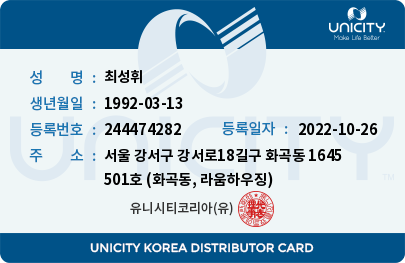 UNICITY
Make Life Better
성 명 : 최성휘
생년월일 : 1992-03-13
등록번호 : 244474282 등록일자 : 2022-10-26
주 소 : 서울 강서구 강서로18길구 화곡동 1645
501호 (화곡동, 라움하우징)
UNICITY
유니시티코리아(유)
UNICITY KOREA DISTRIBUTOR CARD